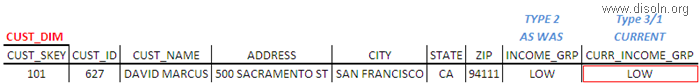 www.disoln.org
TYPE 2 Type 3/1
AS WAS CURRENT
CUST_DIM
CUST_SKEY CUST_ID CUST_NAME ADDRESS CITY STATE ZIP INCOME_GRP CURR_INCOME_GRP
101 627 DAVID MARCUS 500 SACRAMENTO ST SAN FRANCISCO CA 94111 LOW LOW